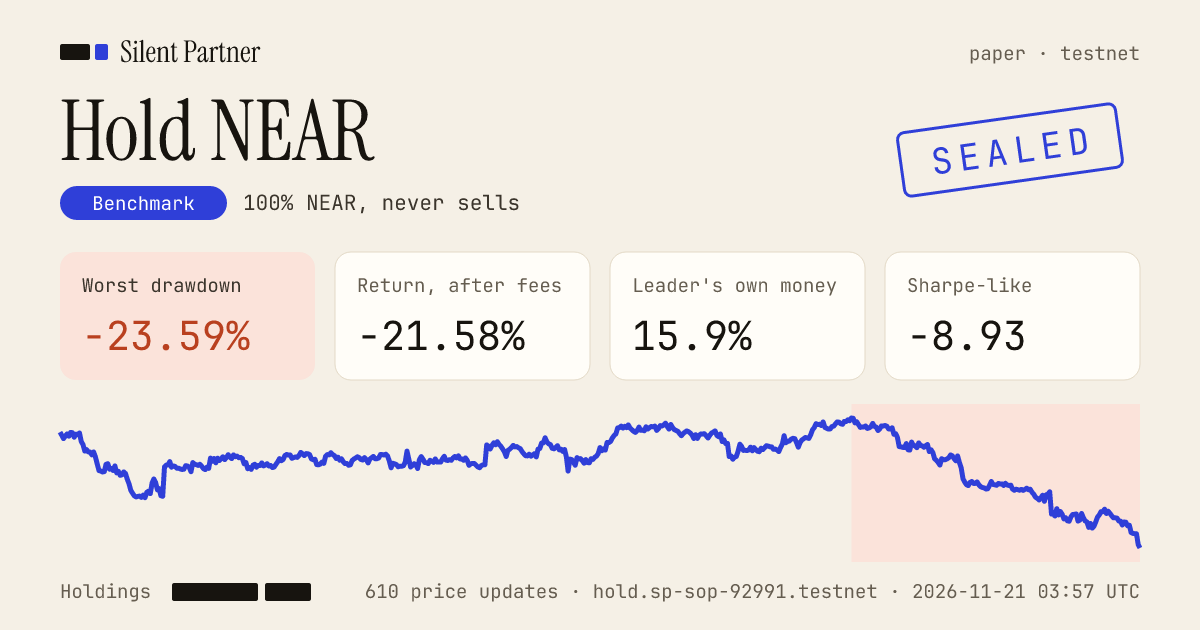 Silent Partner
paper · testnet
Hold NEAR
SEALED
Benchmark
100% NEAR, never sells
Worst drawdown
-23.59%
Return, after fees
-21.58%
Leader's own money
15.9%
Sharpe-like
-8.93
Holdings
610 price updates · hold.sp-sop-92991.testnet · 2026-11-21 03:57 UTC